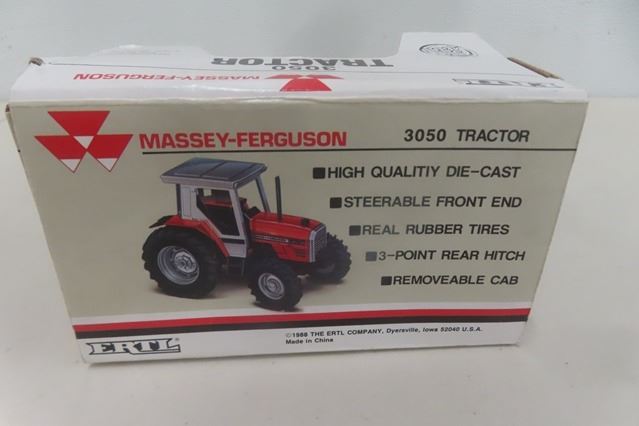 TRACTOR
3050
MASSEY-FERGUSON
ERTL
MASSEY-FERGUSON
3050 TRACTOR
■HIGH QUALITIY DIE-CAST
■STEERABLE FRONT END
■REAL RUBBER TIRES
■3-POINT REAR HITCH
■REMOVEABLE CAB
©1988 THE ERTL COMPANY, Dyersville, Iowa 52040 U.S.A.
Made in China
ERTL